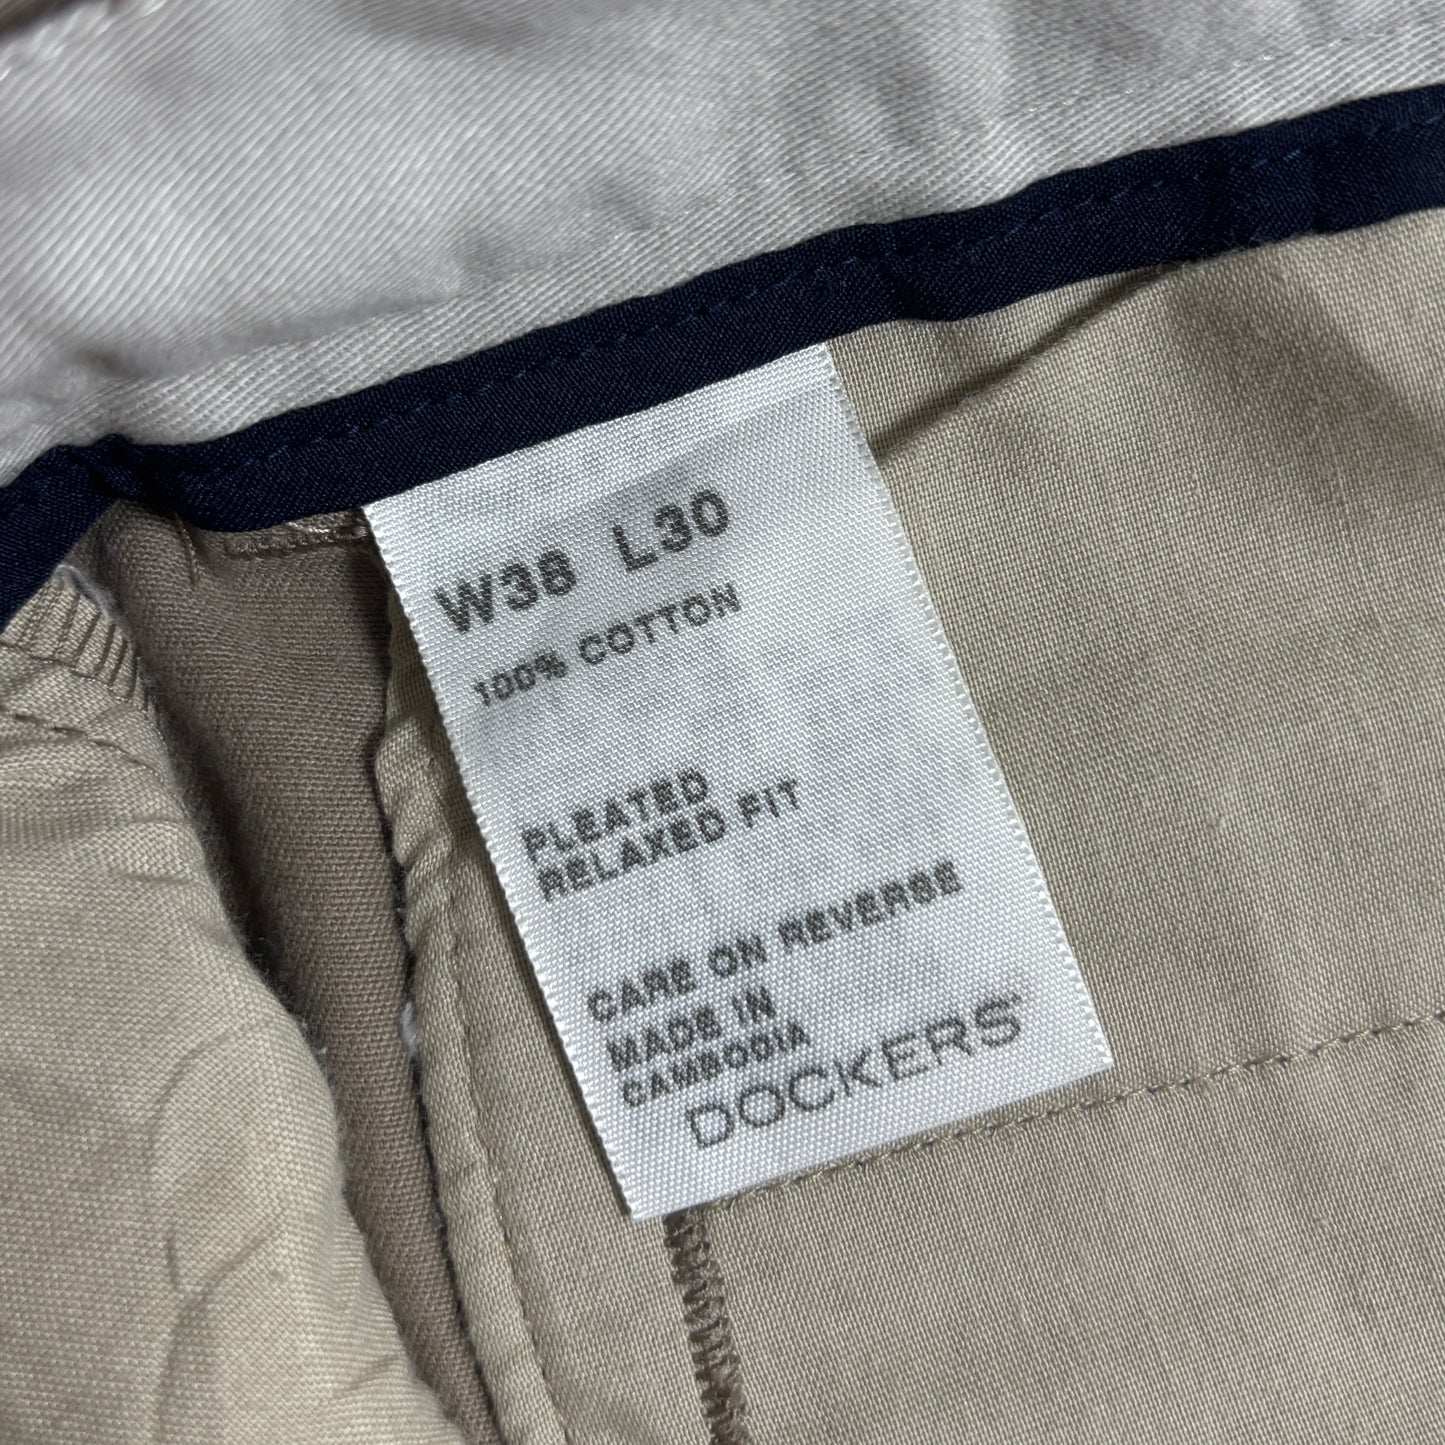 W38 L30
100% COTTON
PLEATED
RELAXED FIT
CARE ON REVERSE
MADE IN
CAMBODIA
DOCKERS